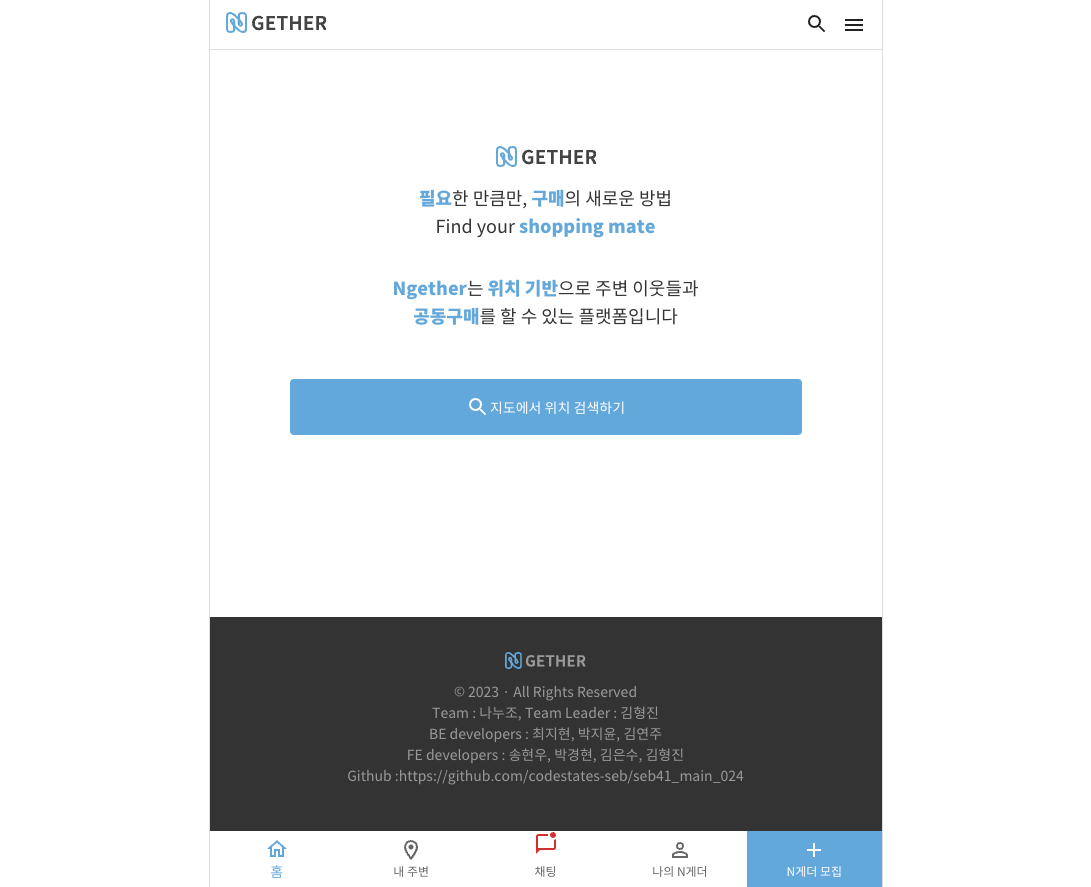 N GETHER
N GETHER
필요한 만큼만, 구매의 새로운 방법
Find your shopping mate
Ngether는 위치 기반으로 주변 이웃들과
공동구매를 할 수 있는 플랫폼입니다
지도에서 위치 검색하기
N GETHER
© 2023 · All Rights Reserved
Team : 나누조, Team Leader : 김형진
BE developers : 최지현, 박지윤, 김연주
FE developers : 송현우, 박경현, 김은수, 김형진
Github :https://github.com/codestates-seb/seb41_main_024
홈
내 주변
채팅
나의 N게더
N게더 모집